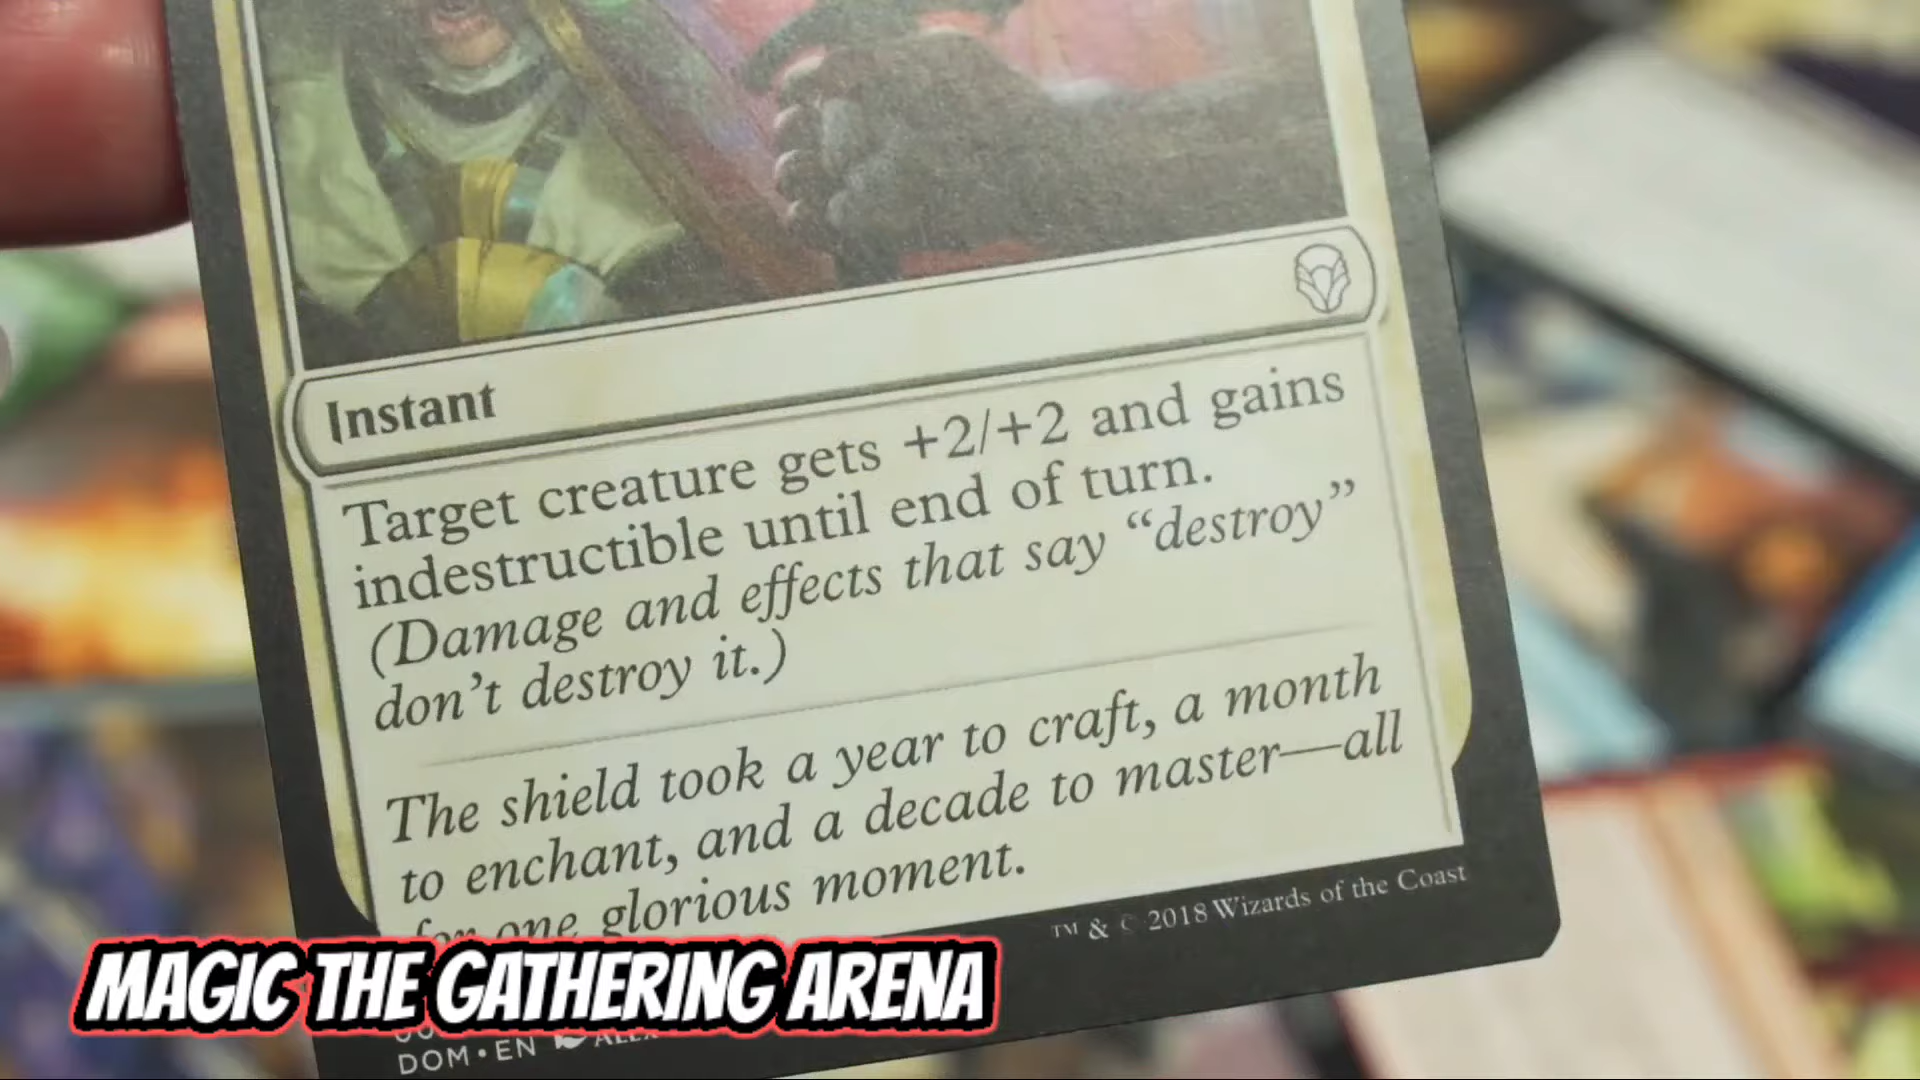 Instant
Target creature gets +2/+2 and gains
indestructible until end of turn.
(Damage and effects that say “destroy”
don’t destroy it.)
The shield took a year to craft, a month
to enchant, and a decade to master—all
for one glorious moment.
™ & © 2018 Wizards of the Coast
MAGIC THE GATHERING ARENA
DOM • EN